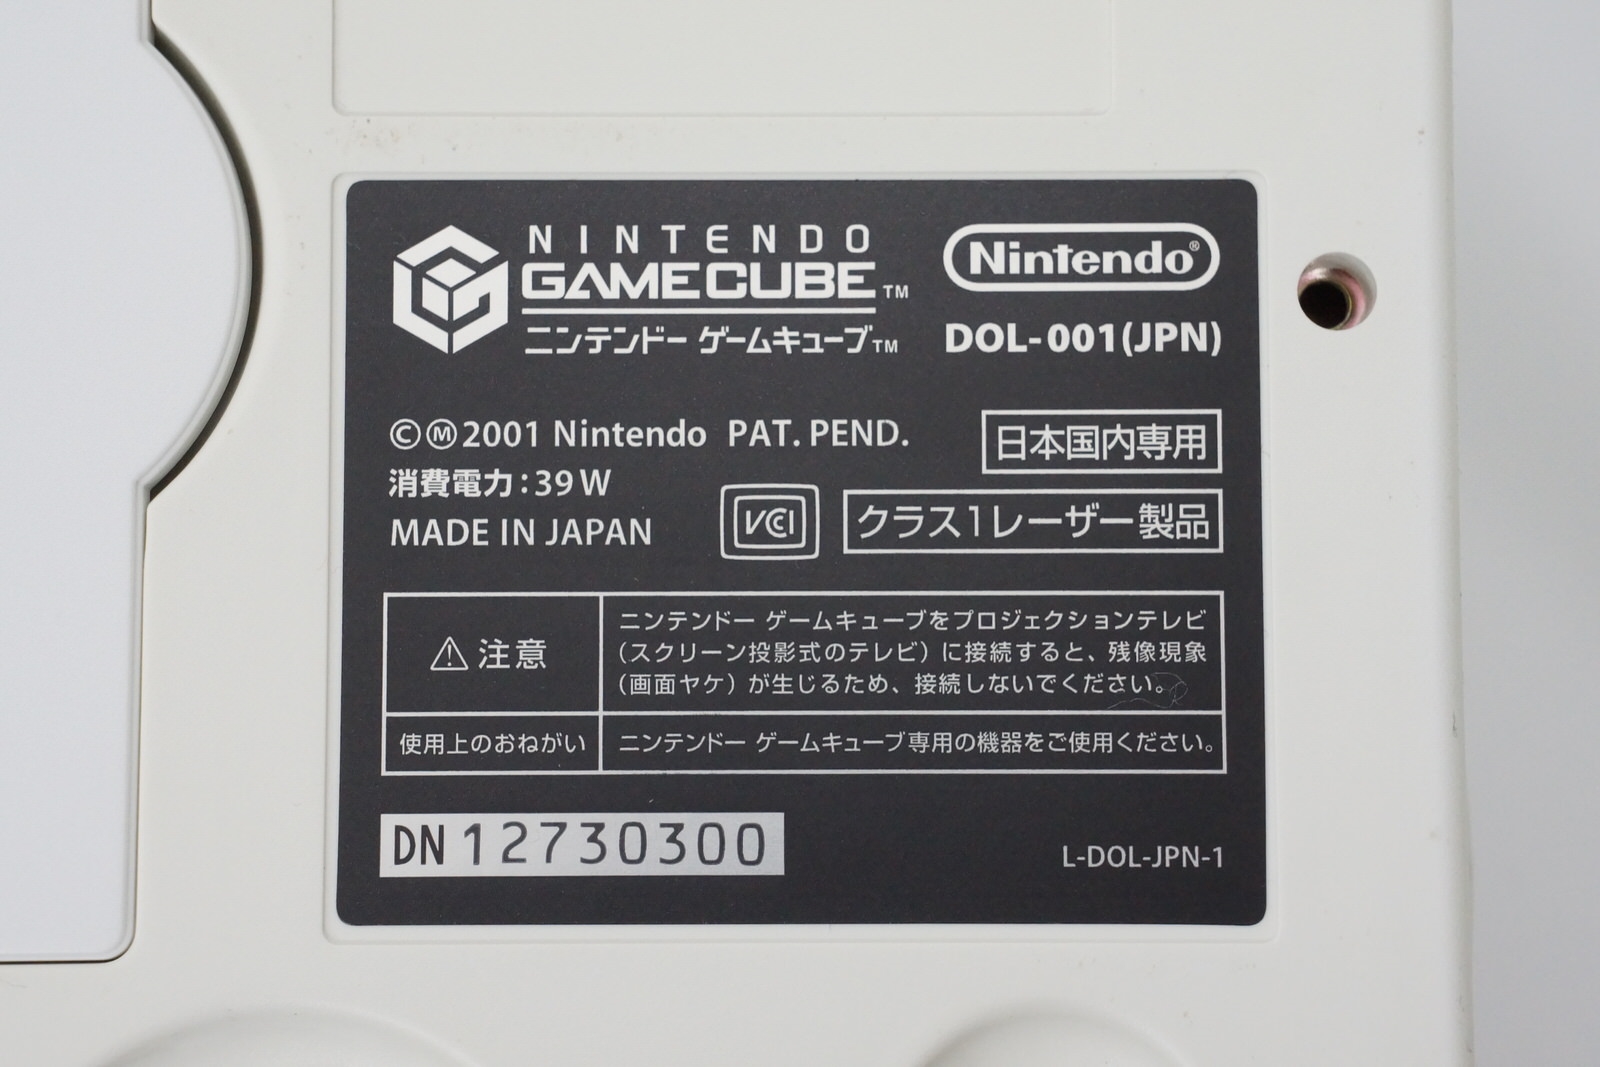 NINTENDO
GAMECUBE™
ニンテンドー ゲームキューブ™
Nintendo®
DOL-001(JPN)
©Ⓜ2001 Nintendo PAT. PEND.
消費電力:39W
MADE IN JAPAN
日本国内専用
VCCI
クラス1レーザー製品
⚠注意
ニンテンドー ゲームキューブをプロジェクションテレビ
(スクリーン投影式のテレビ)に接続すると、残像現象
(画面ヤケ)が生じるため、接続しないでください。
使用上のおねがい
ニンテンドー ゲームキューブ専用の機器をご使用ください。
DN 12730300
L-DOL-JPN-1